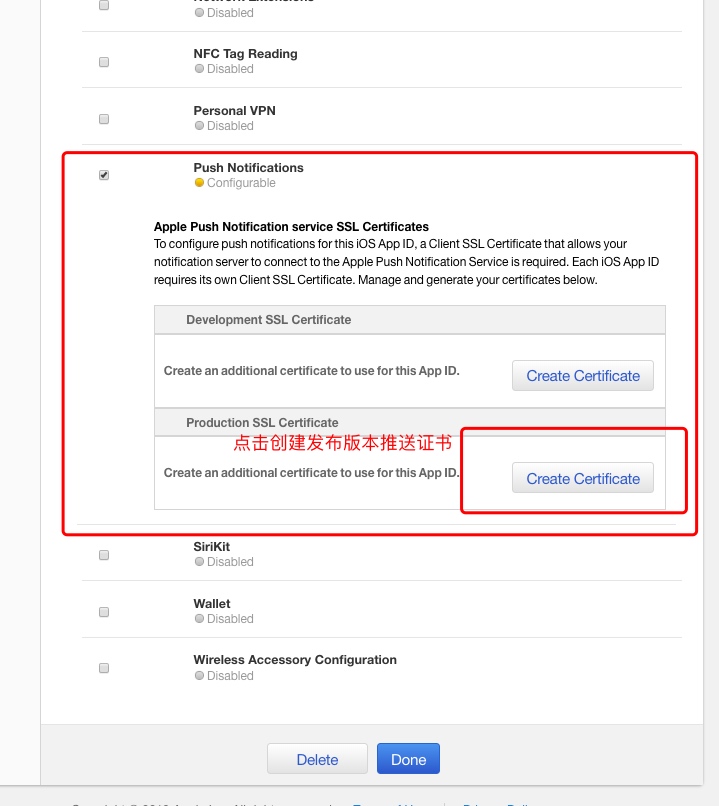 Disabled
NFC Tag Reading
Disabled
Personal VPN
Disabled
Push Notifications
Configurable
Apple Push Notification service SSL Certificates
To configure push notifications for this iOS App ID, a Client SSL Certificate that allows your
notification server to connect to the Apple Push Notification Service is required. Each iOS App ID
requires its own Client SSL Certificate. Manage and generate your certificates below.
Development SSL Certificate
Create an additional certificate to use for this App ID.
Create Certificate
Production SSL Certificate
点击创建发布版本推送证书
Create an additional certificate to use for this App ID.
Create Certificate
SiriKit
Disabled
Wallet
Disabled
Wireless Accessory Configuration
Disabled
Delete
Done